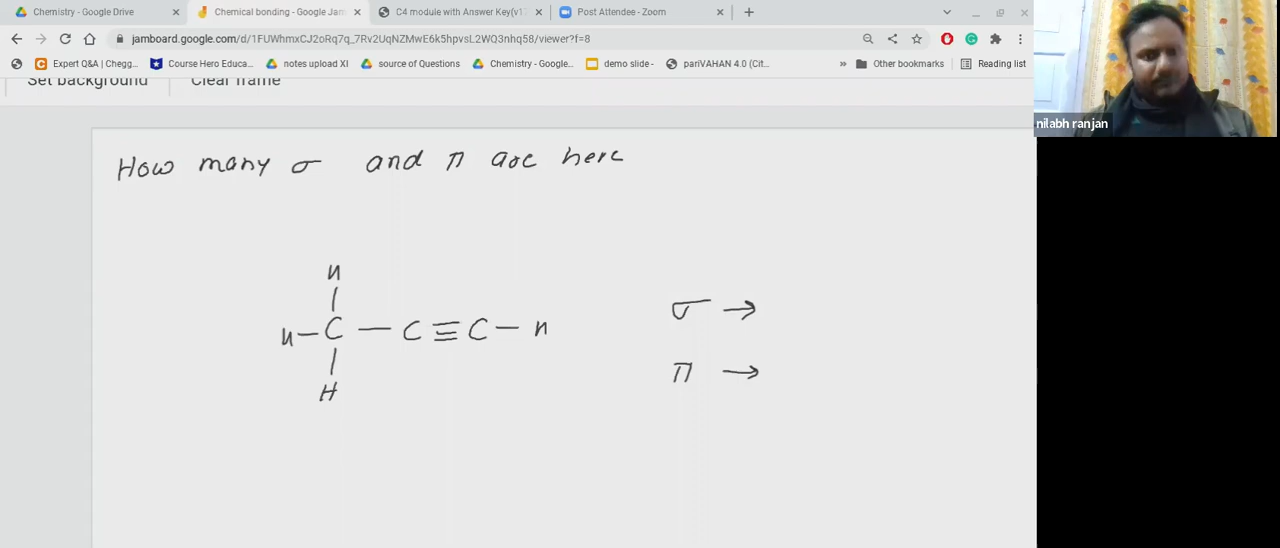 Chemistry - Google Drive
Chemical bonding - Google Jam
C4 module with Answer Key(v1
Post Attendee - Zoom
jamboard.google.com/d/1FUWhmxCJ2oRq7q_7Rv2UqNZMwE6k5hpvsL2WQ3nhq58/viewer?f=8
Expert Q&A | Chegg...
Course Hero Educa...
notes upload XI
source of Questions
Chemistry - Google...
demo slide -
pariVAHAN 4.0 (Cit...
»
Other bookmarks
Reading list
Set background
Clear frame
nilabh ranjan
How many σ and π are here
H
H – C – C ≡ C – H
H
σ →
π →